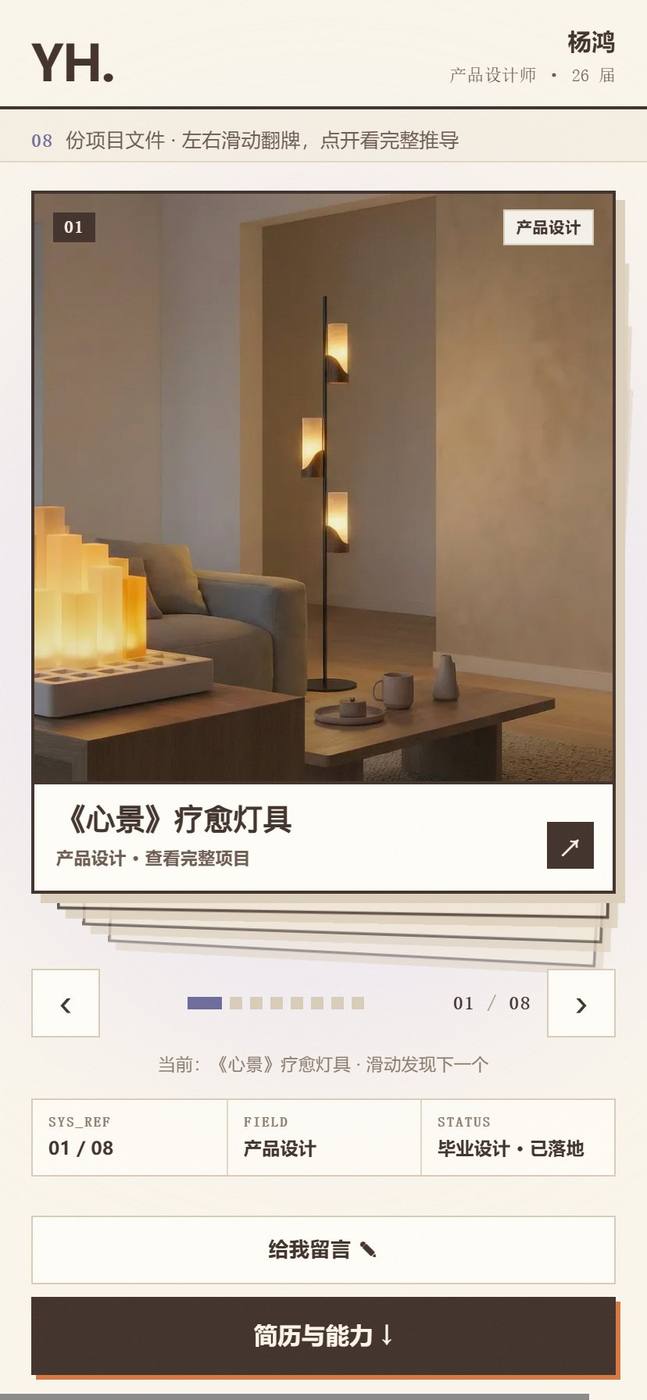 YH.
杨鸿
产品设计师 • 26 届
08 份项目文件 · 左右滑动翻牌，点开看完整推导
01
产品设计
《心景》疗愈灯具
产品设计 • 查看完整项目
↗
‹
01 / 08
›
当前：《心景》疗愈灯具 · 滑动发现下一个
SYS_REF
01 / 08
FIELD
产品设计
STATUS
毕业设计 • 已落地
给我留言 ✎
简历与能力 ↓